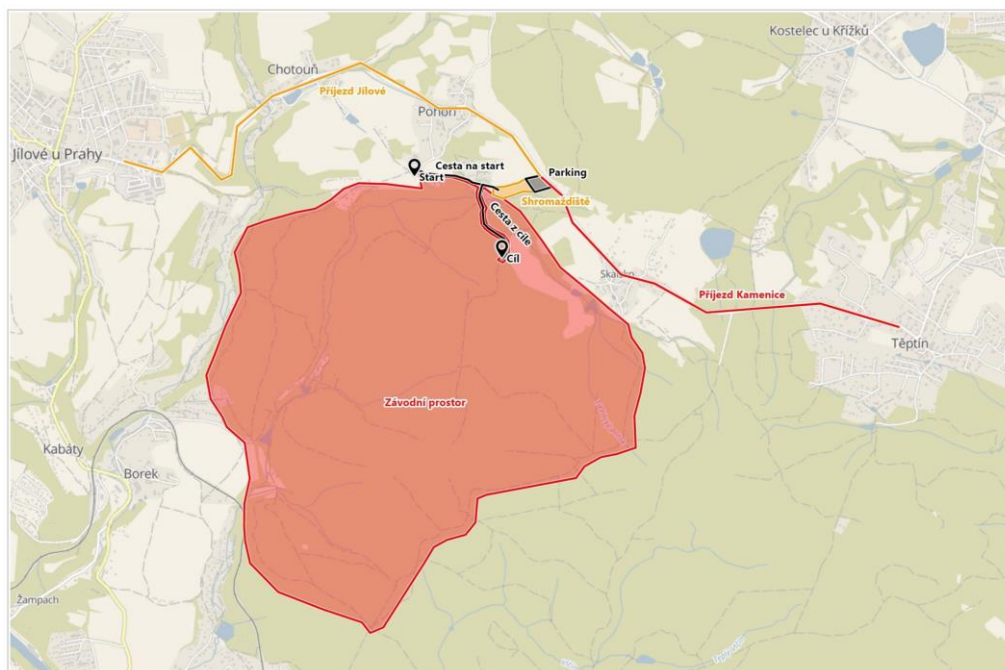 Kostelec u Křížků
Chotouň
Příjezd Jílové
Pohoří
Jílové u Prahy
Cesta na start
Parking
Start
Shromaždiště
Cesta z cíle
Cíl
Skalsko
Příjezd Kamenice
Těptín
Závodní prostor
Kabáty
Borek
Žampach